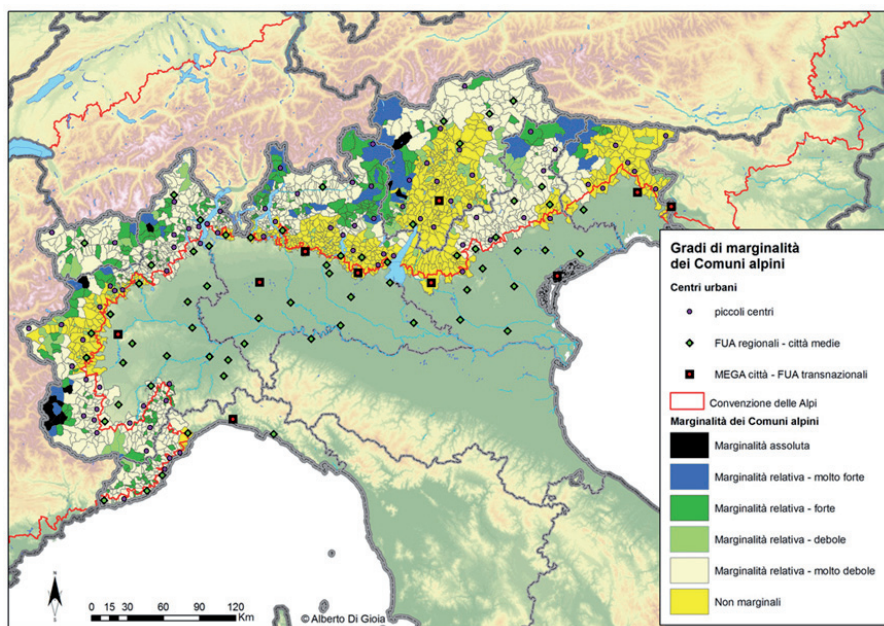 Gradi di marginalità
dei Comuni alpini
Centri urbani
piccoli centri
FUA regionali - città medie
MEGA città - FUA transnazionali
Convenzione delle Alpi
Marginalità dei Comuni alpini
Marginalità assoluta
Marginalità relativa - molto forte
Marginalità relativa - forte
Marginalità relativa - debole
Marginalità relativa - molto debole
Non marginali
0 15 30 60 90 120
Km
© Alberto Di Gioia